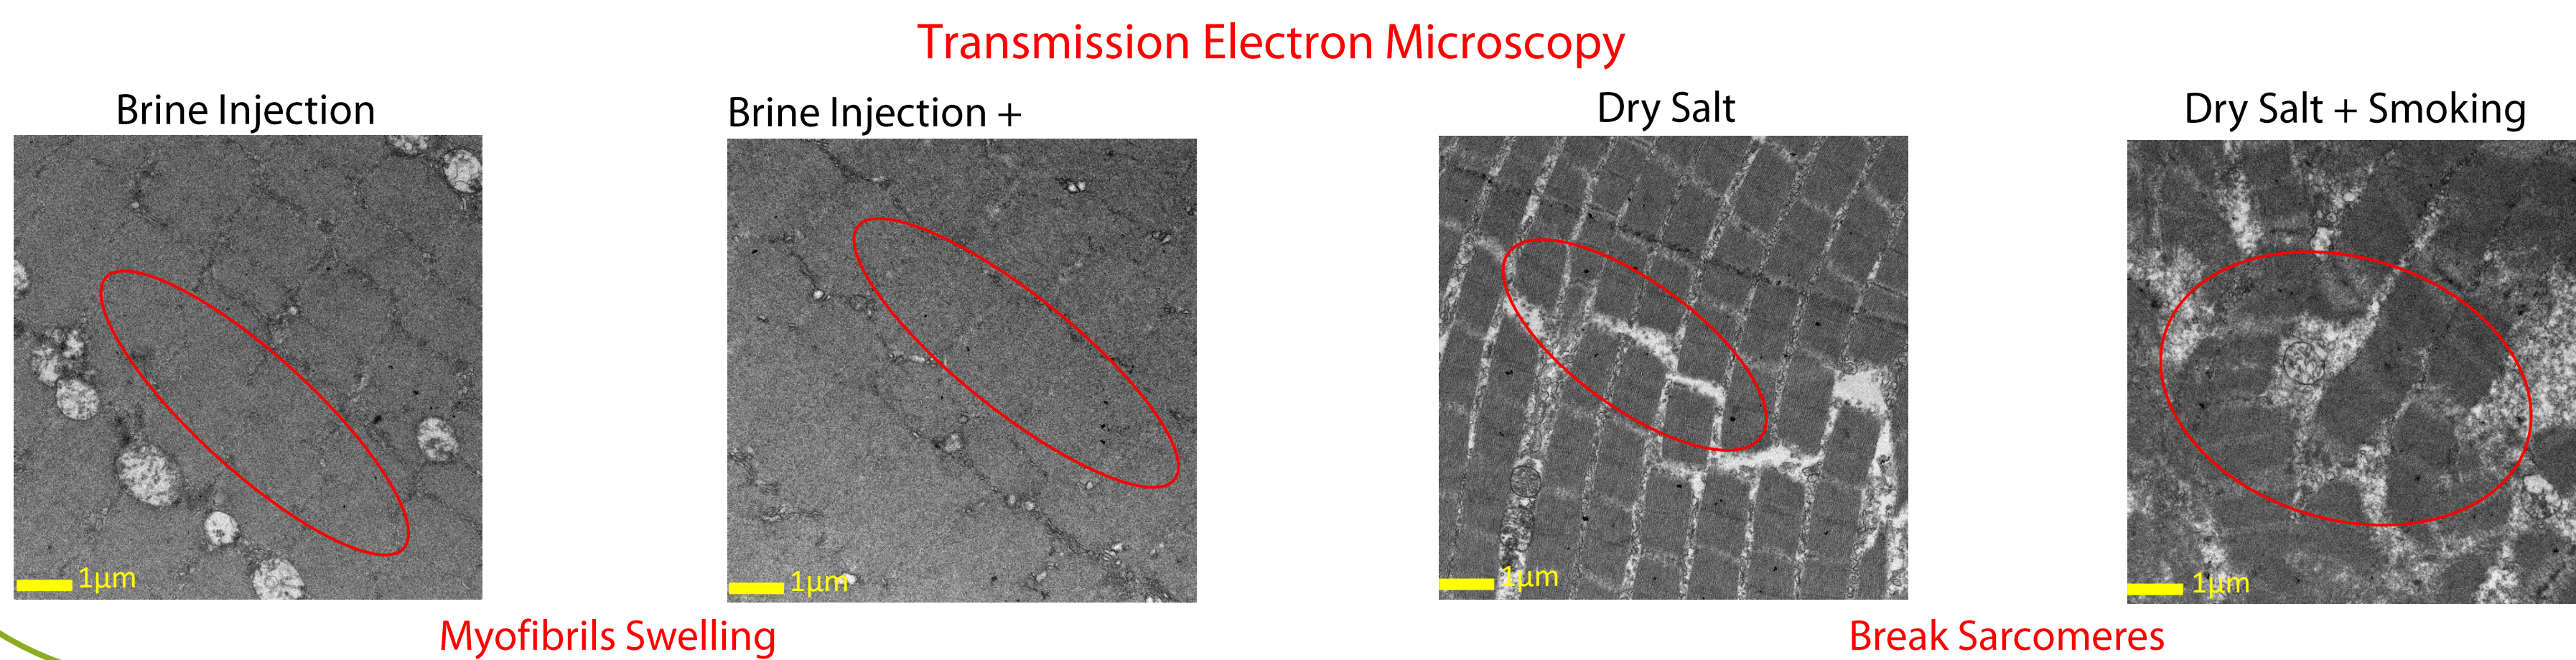 Transmission Electron Microscopy
Brine Injection
Brine Injection +
Dry Salt
Dry Salt + Smoking
1µm
1µm
1µm
1µm
Myofibrils Swelling
Break Sarcomeres